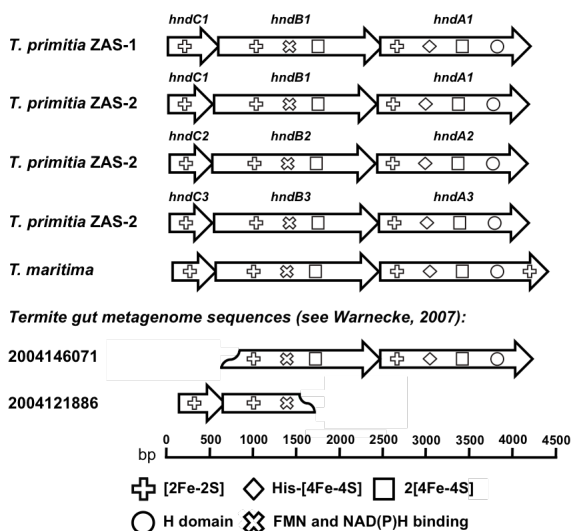 hndC1 hndB1 hndA1
T. primitia ZAS-1
hndC1 hndB1 hndA1
T. primitia ZAS-2
hndC2 hndB2 hndA2
T. primitia ZAS-2
hndC3 hndB3 hndA3
T. primitia ZAS-2
T. maritima
Termite gut metagenome sequences (see Warnecke, 2007):
2004146071
2004121886
bp 0 500 1000 1500 2000 2500 3000 3500 4000 4500
[2Fe-2S] His-[4Fe-4S] 2[4Fe-4S]
H domain FMN and NAD(P)H binding